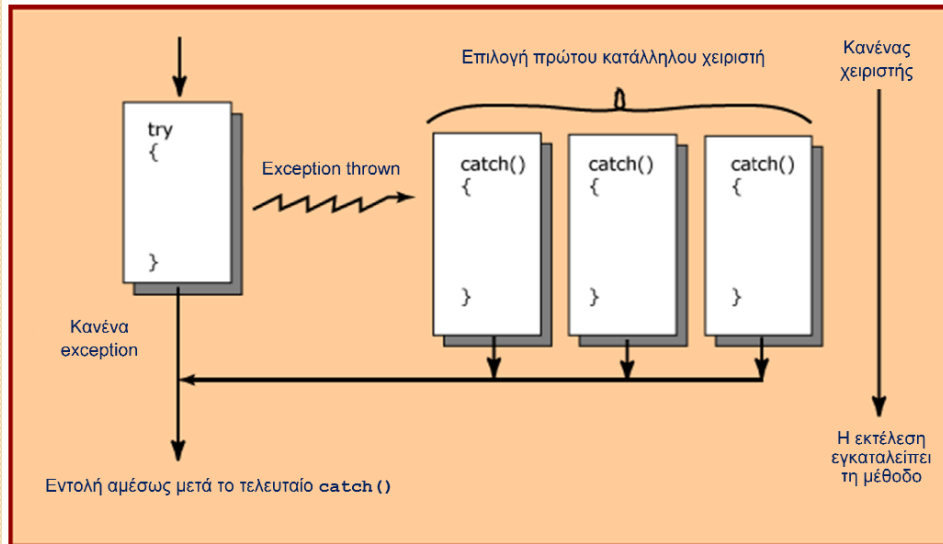 Επιλογή πρώτου κατάλληλου χειριστή
Κανένας
χειριστής
try
{
}
Exception thrown
catch()
{
}
catch()
{
}
catch()
{
}
Κανένα
exception
Εντολή αμέσως μετά το τελευταίο catch()
Η εκτέλεση
εγκαταλείπει
τη μέθοδο